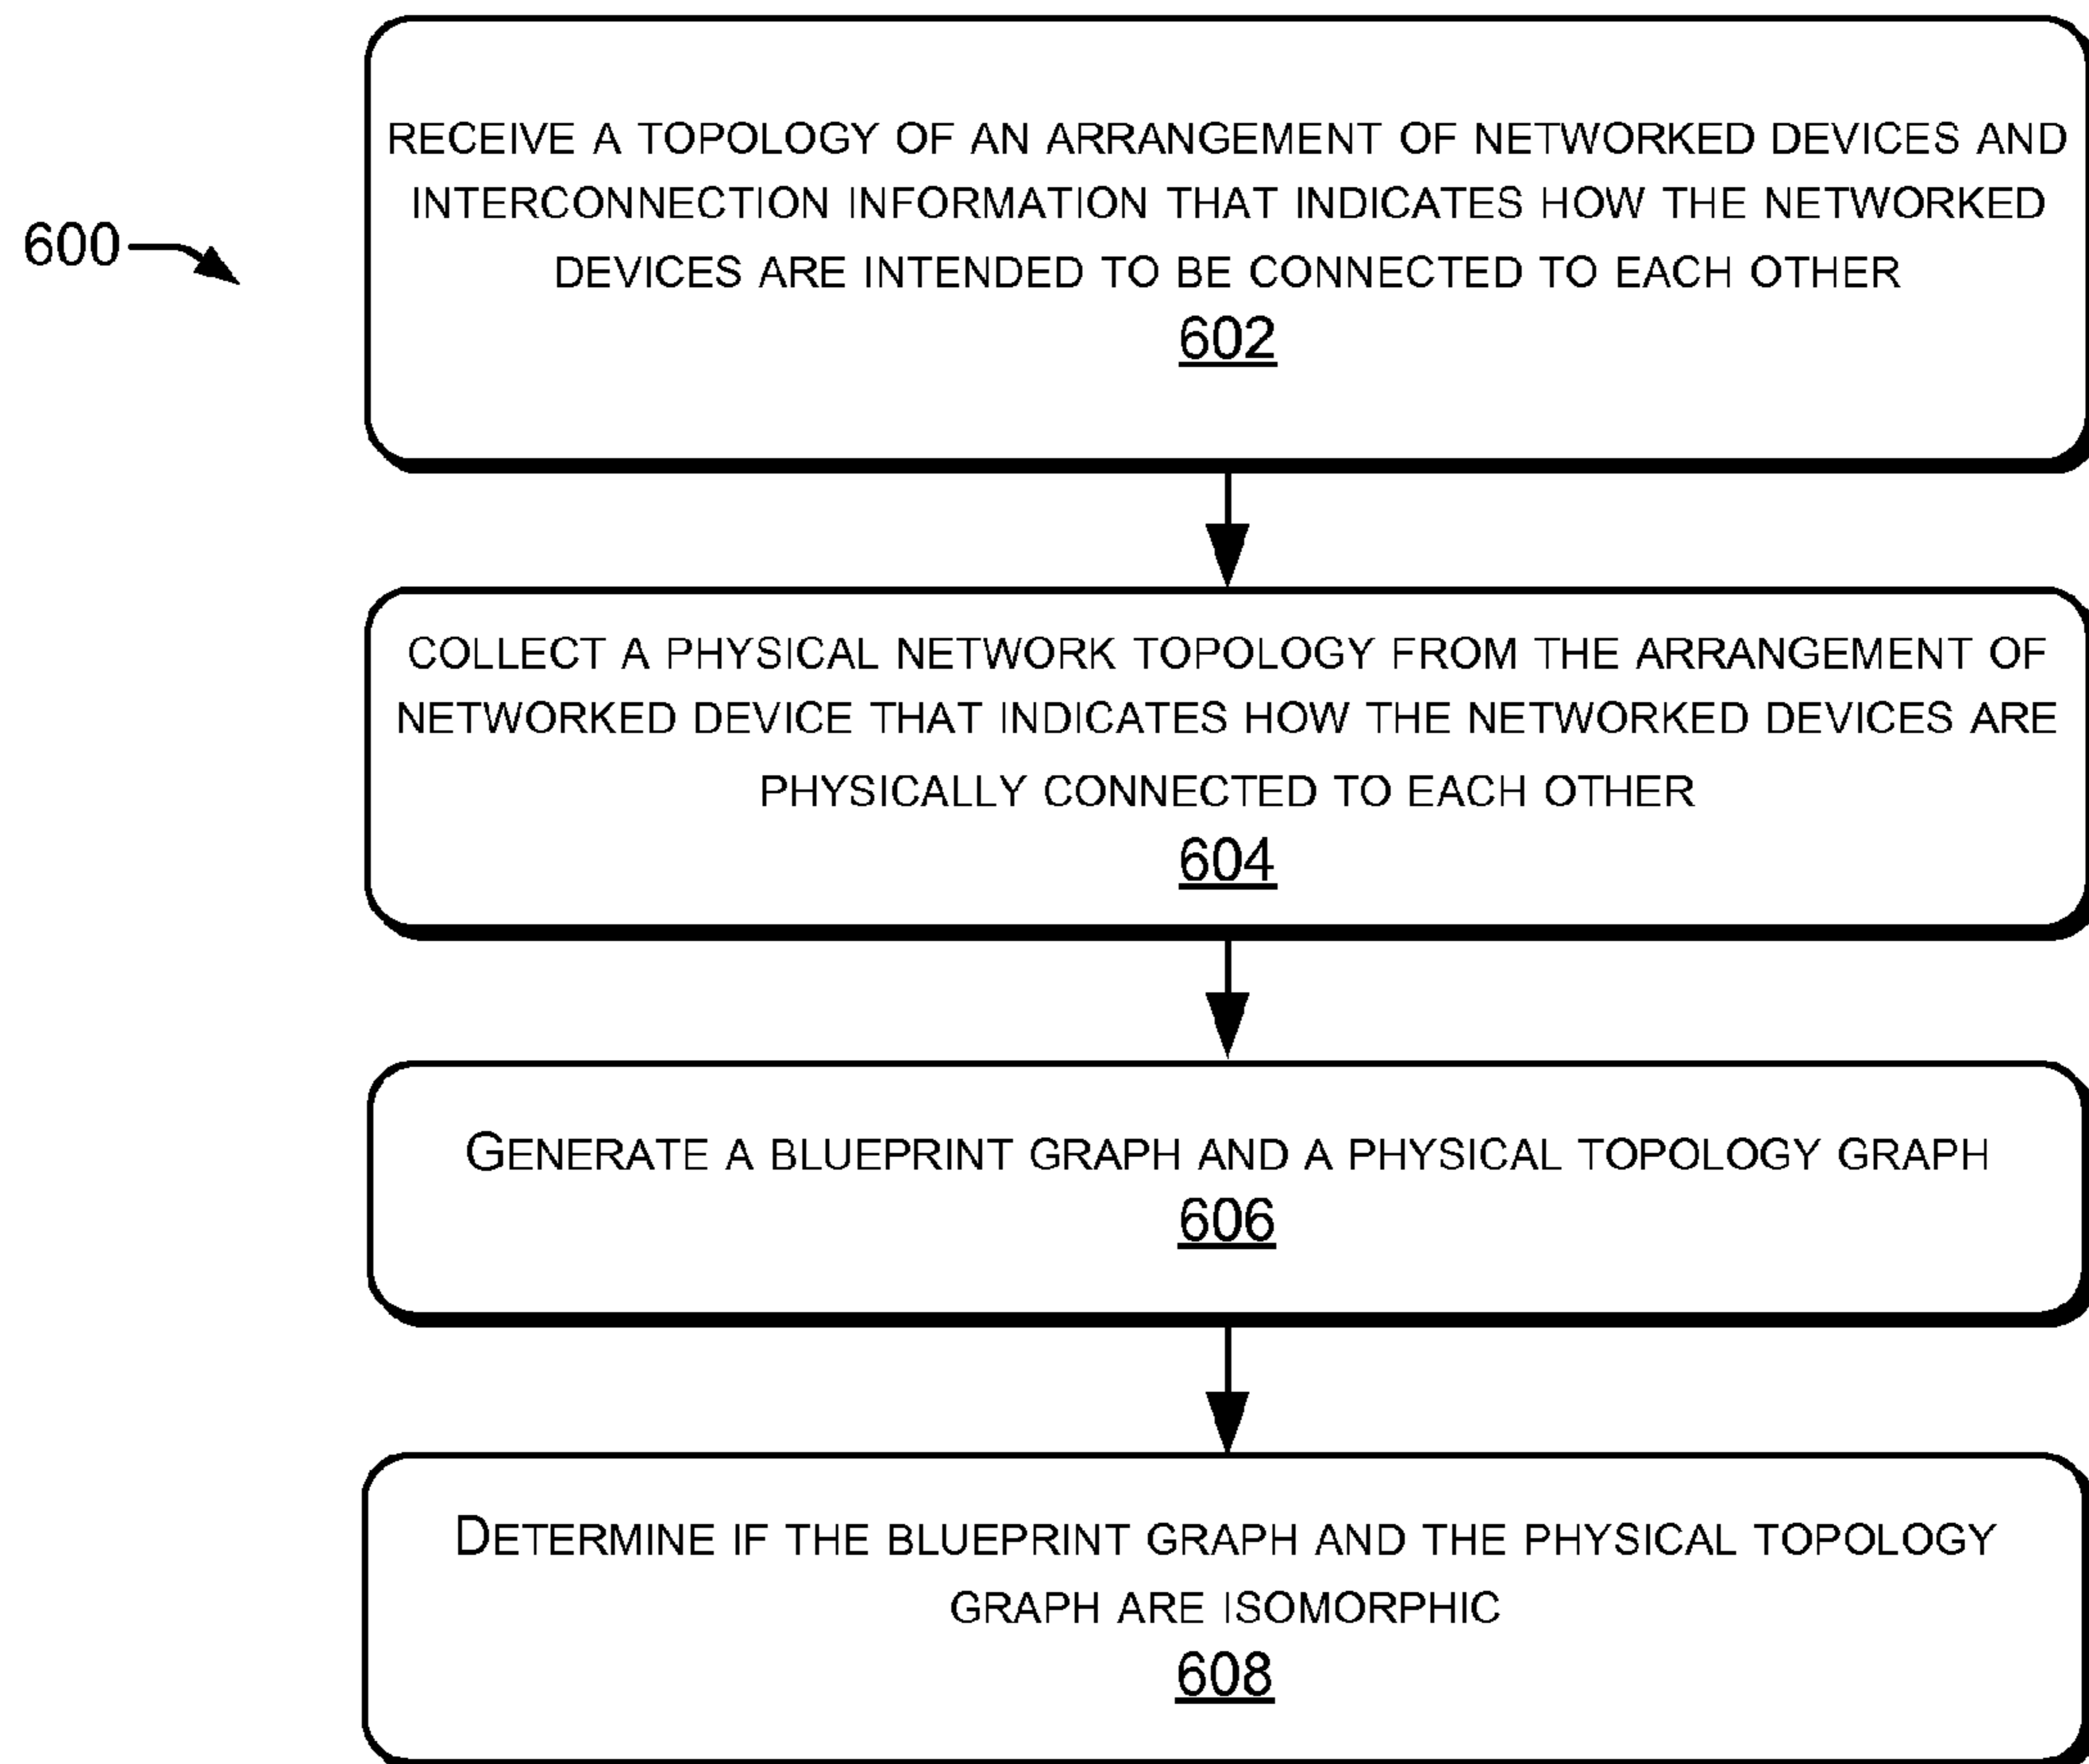 600
RECEIVE A TOPOLOGY OF AN ARRANGEMENT OF NETWORKED DEVICES AND
INTERCONNECTION INFORMATION THAT INDICATES HOW THE NETWORKED
DEVICES ARE INTENDED TO BE CONNECTED TO EACH OTHER
602
COLLECT A PHYSICAL NETWORK TOPOLOGY FROM THE ARRANGEMENT OF
NETWORKED DEVICE THAT INDICATES HOW THE NETWORKED DEVICES ARE
PHYSICALLY CONNECTED TO EACH OTHER
604
GENERATE A BLUEPRINT GRAPH AND A PHYSICAL TOPOLOGY GRAPH
606
DETERMINE IF THE BLUEPRINT GRAPH AND THE PHYSICAL TOPOLOGY
GRAPH ARE ISOMORPHIC
608